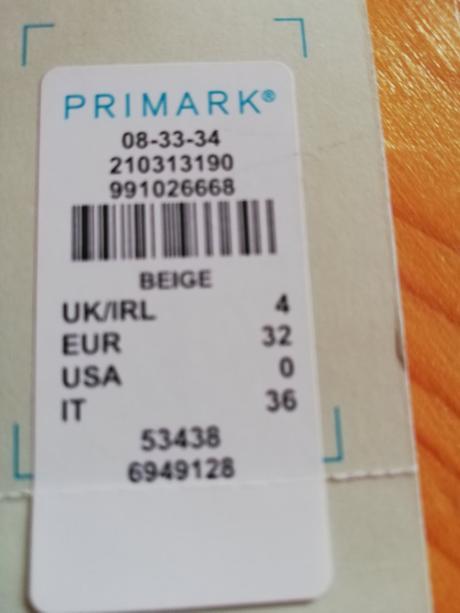 PRIMARK®
08-33-34
210313190
991026668
BEIGE
UK/IRL 4
EUR 32
USA 0
IT 36
53438
6949128